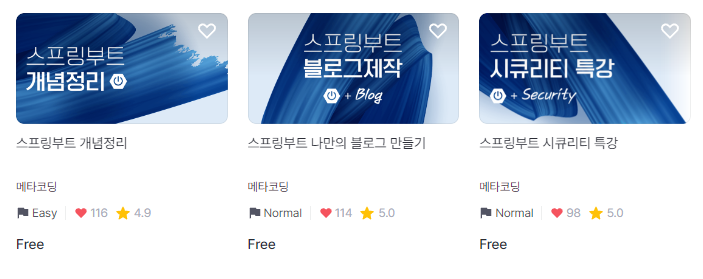 스프링부트
개념정리
스프링부트 개념정리
메타코딩
Easy 116 4.9
Free
스프링부트
블로그제작
+ Blog
스프링부트 나만의 블로그 만들기
메타코딩
Normal 114 5.0
Free
스프링부트
시큐리티 특강
+ Security
스프링부트 시큐리티 특강
메타코딩
Normal 98 5.0
Free